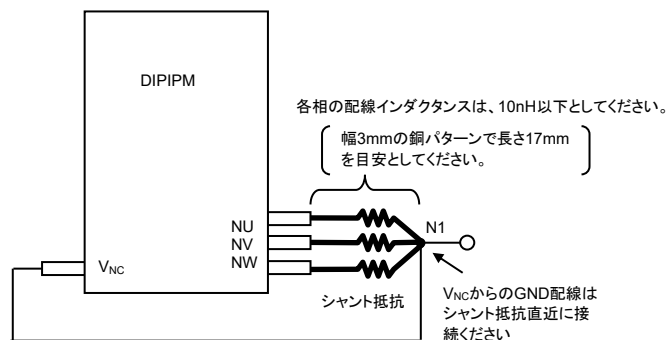 DIPIPM
各相の配線インダクタンスは、10nH以下としてください。
幅3mmの銅パターンで長さ17mm
を目安としてください。
NU
NV
NW
VNC
N1
シャント抵抗
VNCからのGND配線は
シャント抵抗直近に接
続ください